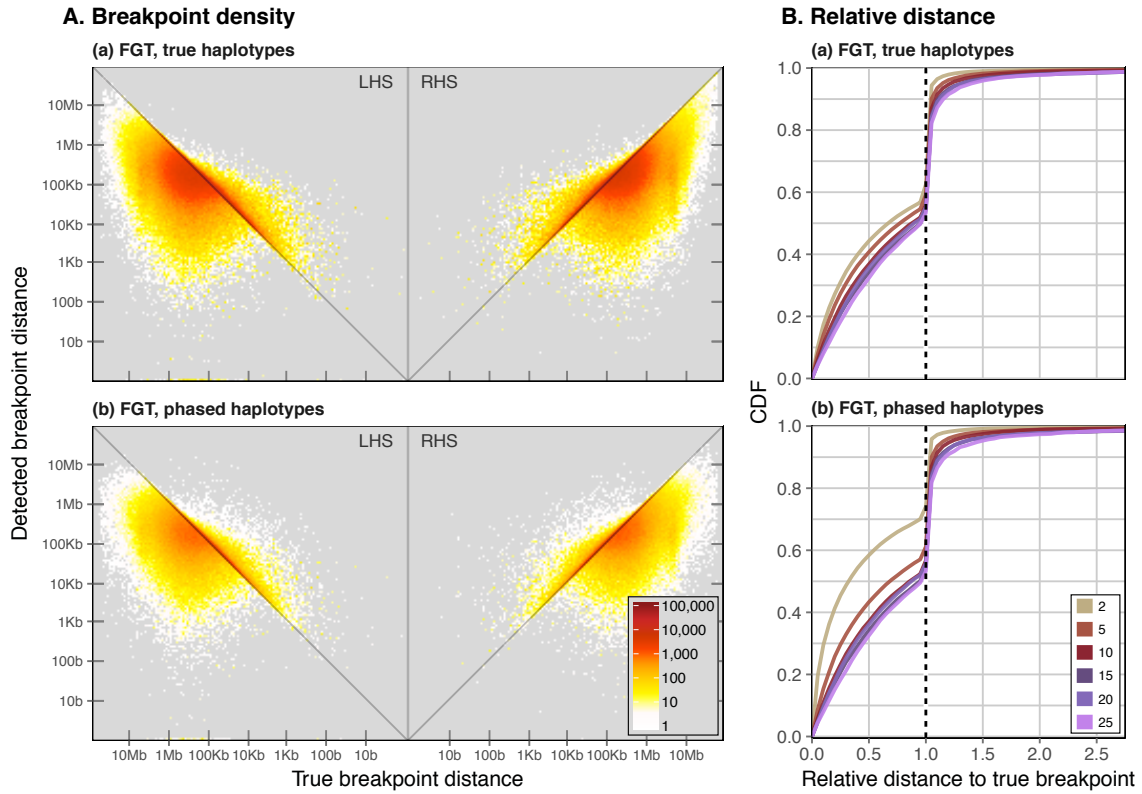 A. Breakpoint density
(a) FGT, true haplotypes
LHS RHS
10Mb
1Mb
100Kb
10Kb
1Kb
100b
10b
(b) FGT, phased haplotypes
LHS RHS
10Mb
1Mb
100Kb
10Kb
1Kb
100b
10b
100,000
10,000
1,000
100
10
1
10Mb 1Mb 100Kb 10Kb 1Kb 100b 10b 10b 100b 1Kb 10Kb 100Kb 1Mb 10Mb
True breakpoint distance
Detected breakpoint distance
B. Relative distance
(a) FGT, true haplotypes
1.0
0.8
0.6
0.4
0.2
0.0
(b) FGT, phased haplotypes
1.0
0.8
0.6
0.4
0.2
0.0
2
5
10
15
20
25
0.0 0.5 1.0 1.5 2.0 2.5
Relative distance to true breakpoint
CDF